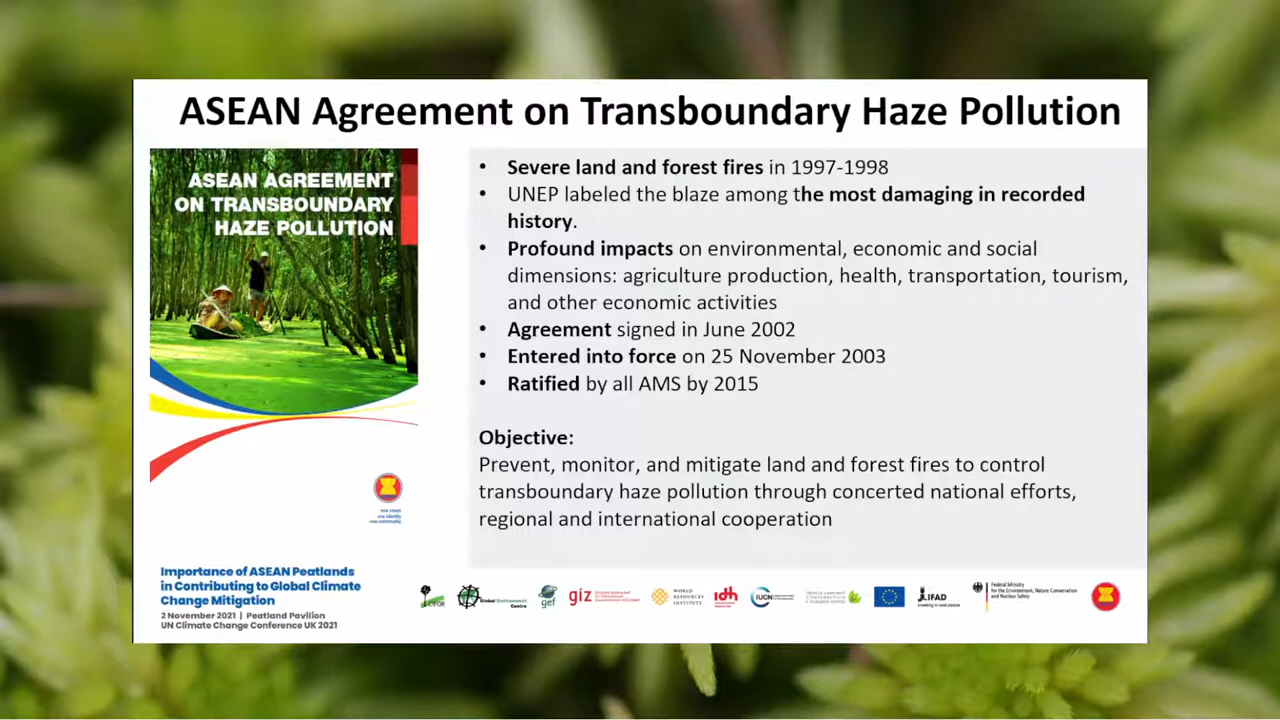 ASEAN Agreement on Transboundary Haze Pollution
ASEAN AGREEMENT
ON TRANSBOUNDARY
HAZE POLLUTION
• Severe land and forest fires in 1997-1998
• UNEP labeled the blaze among the most damaging in recorded
history.
• Profound impacts on environmental, economic and social
dimensions: agriculture production, health, transportation, tourism,
and other economic activities
• Agreement signed in June 2002
• Entered into force on 25 November 2003
• Ratified by all AMS by 2015
Objective:
Prevent, monitor, and mitigate land and forest fires to control
transboundary haze pollution through concerted national efforts,
regional and international cooperation
one vision
one identity
one community
Importance of ASEAN Peatlands
in Contributing to Global Climate
Change Mitigation
2 November 2021 | Peatland Pavilion
UN Climate Change Conference UK 2021
Global Environment
Centre
gef
giz
WORLD
RESOURCES
INSTITUTE
idh
IUCN
IFAD
Investing in rural people
Federal Ministry
for the Environment, Nature Conservation
and Nuclear Safety